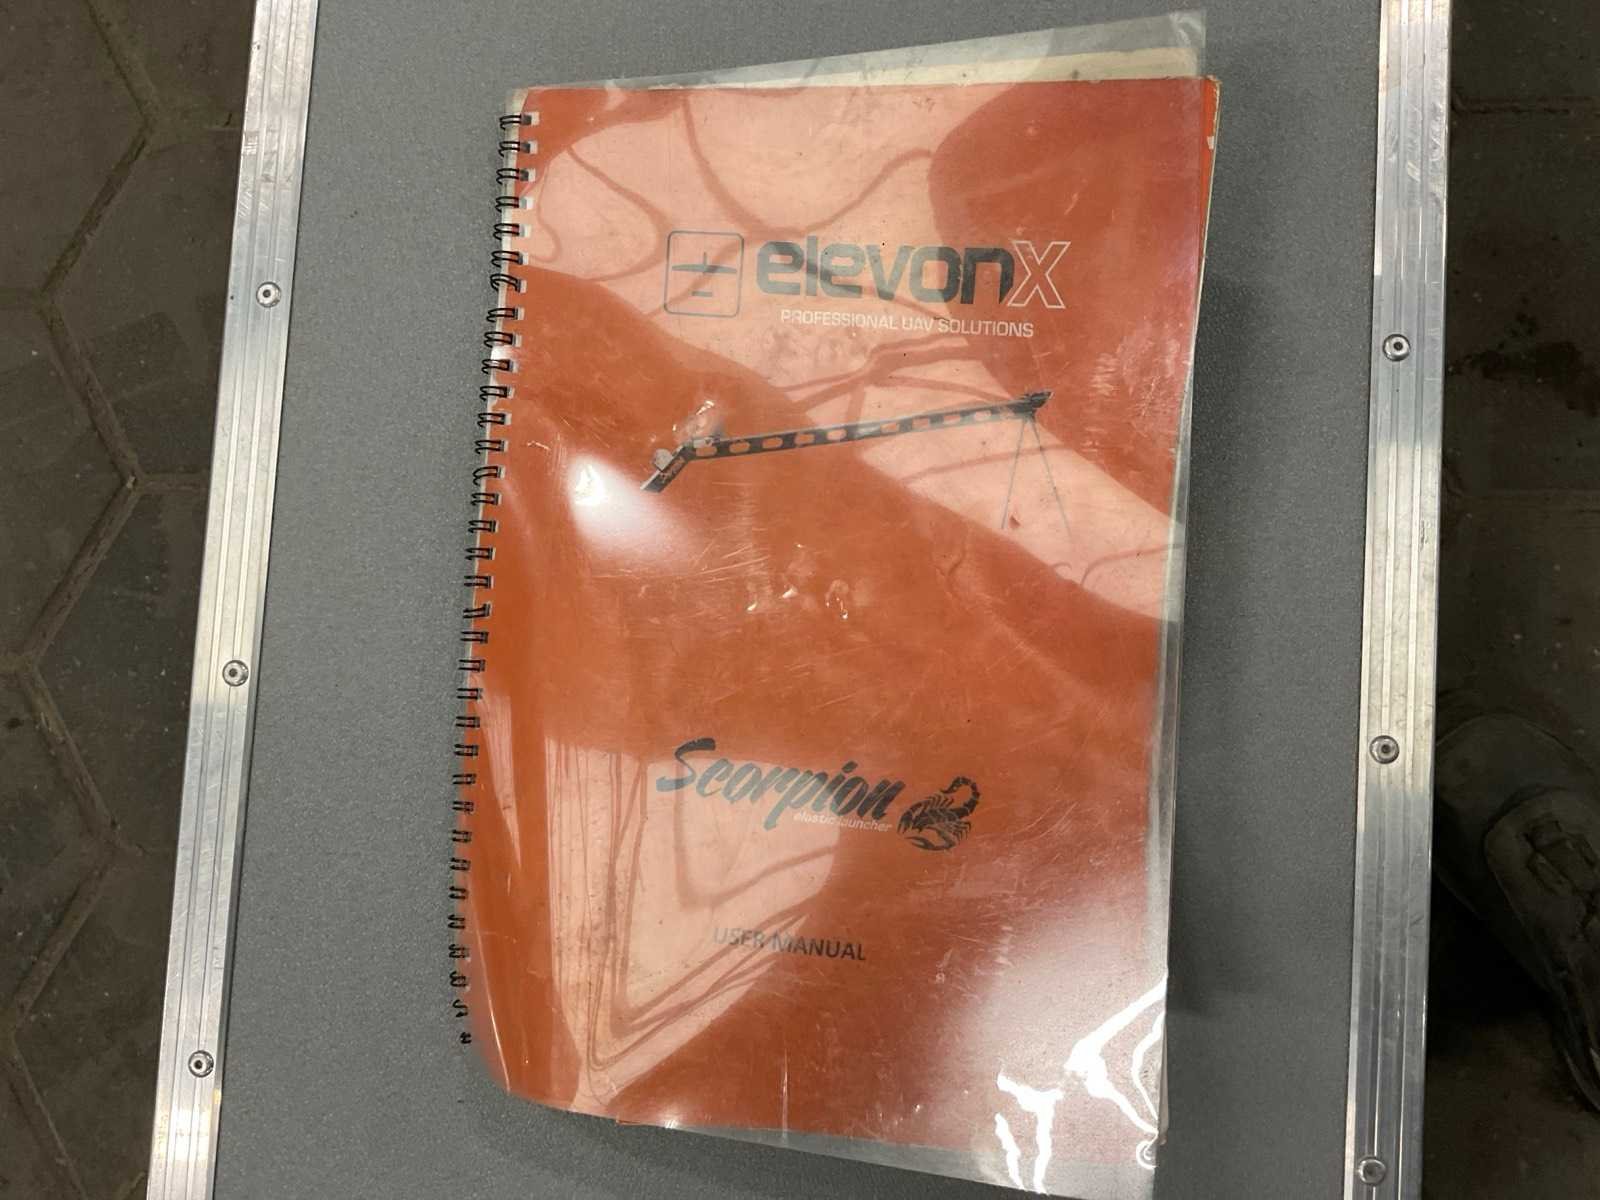 elevonX
PROFESSIONAL UAV SOLUTIONS
Scorpion
elastic launcher
USER MANUAL